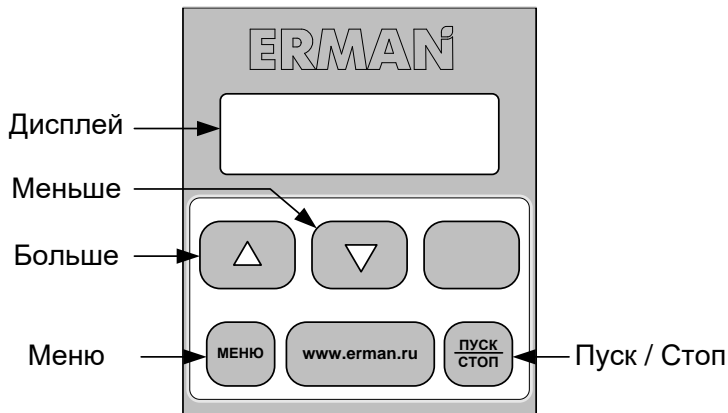 ERMAN
Дисплей
Меньше
Больше
Меню
МЕНЮ
www.erman.ru
ПУСК
СТОП
Пуск / Стоп